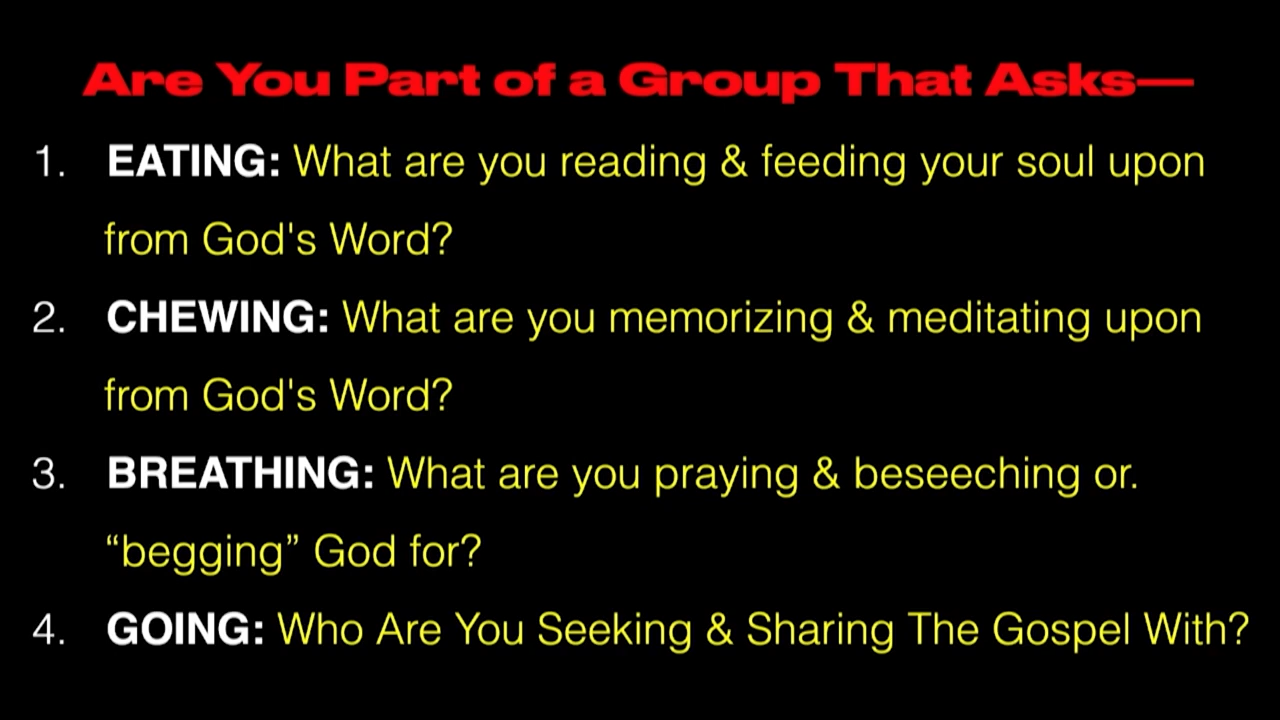 Are You Part of a Group That Asks—
1. EATING: What are you reading & feeding your soul upon
from God's Word?
2. CHEWING: What are you memorizing & meditating upon
from God's Word?
3. BREATHING: What are you praying & beseeching or.
“begging” God for?
4. GOING: Who Are You Seeking & Sharing The Gospel With?